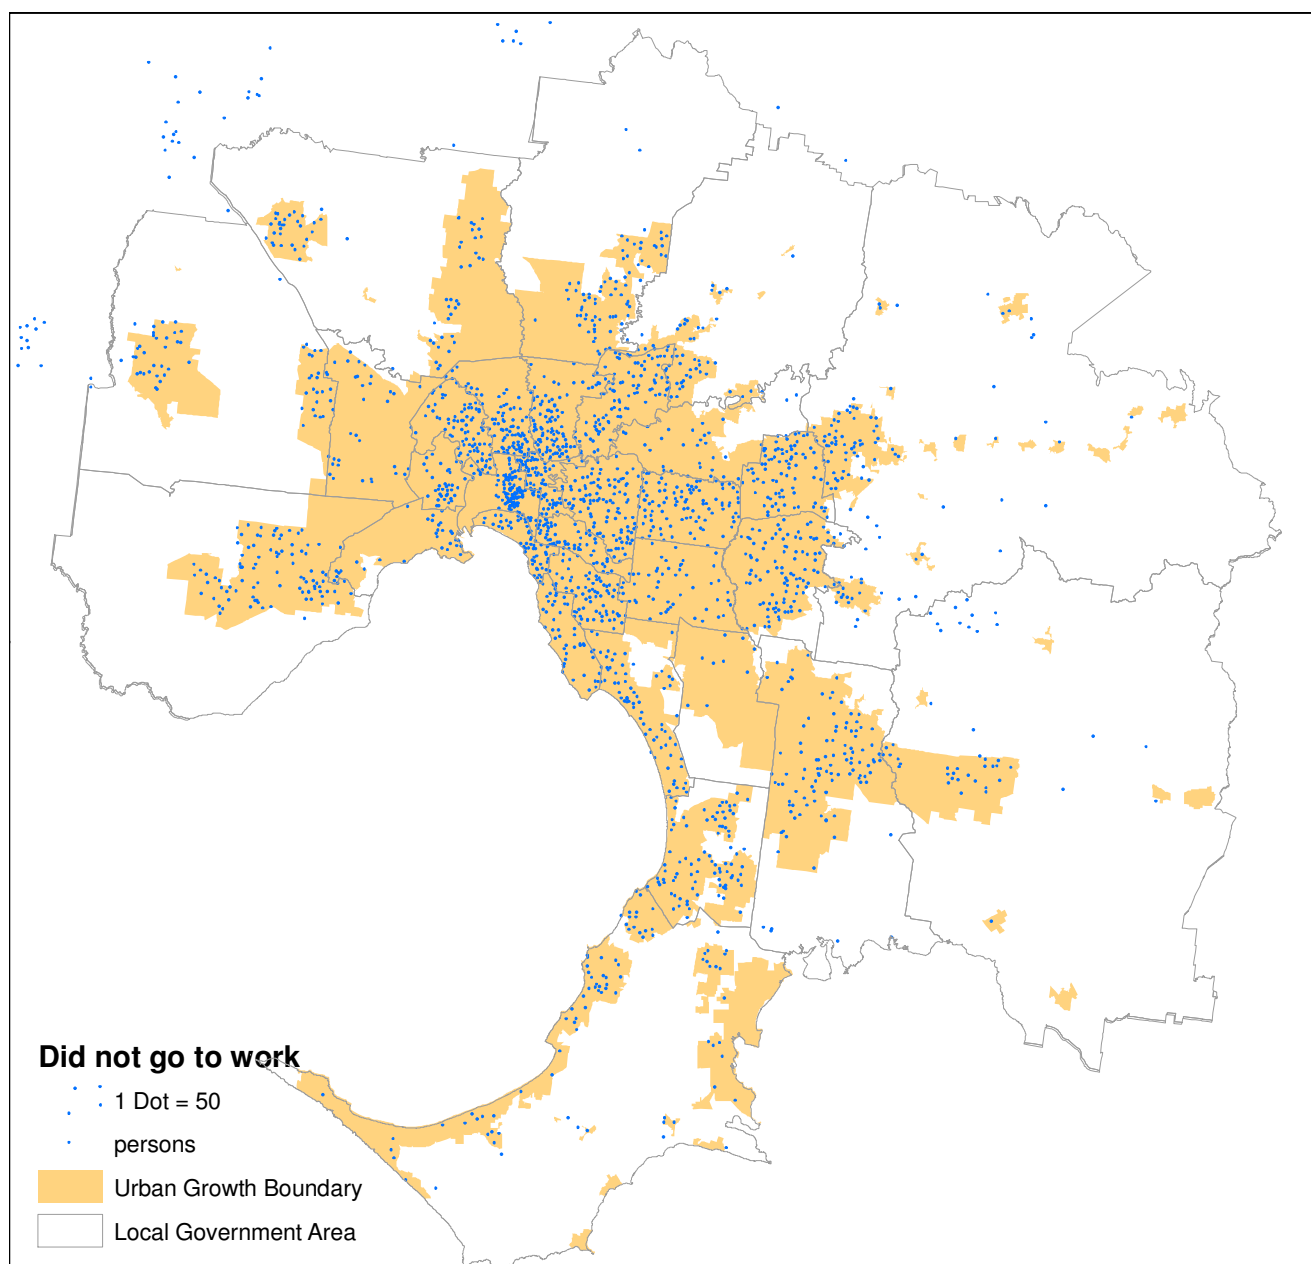 Did not go to work
1 Dot = 50
persons
Urban Growth Boundary
Local Government Area